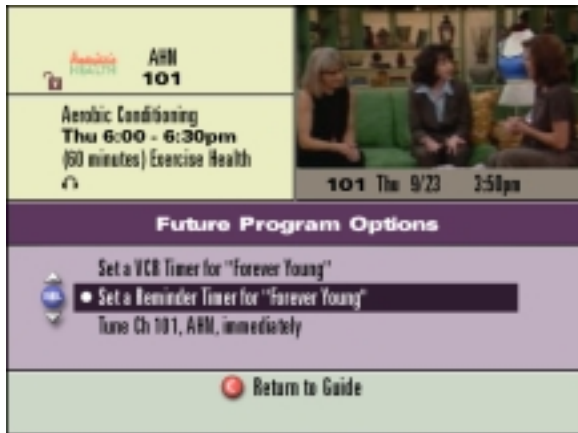 America's
HEALTH
AHN
101
Aerobic Conditioning
Thu 6:00 - 6:30pm
(60 minutes) Exercise Health
101 Thu 9/23 3:50pm
Future Program Options
Set a VCR Timer for "Forever Young"
Set a Reminder Timer for "Forever Young"
Tune Ch 101, AHN, immediately
C Return to Guide